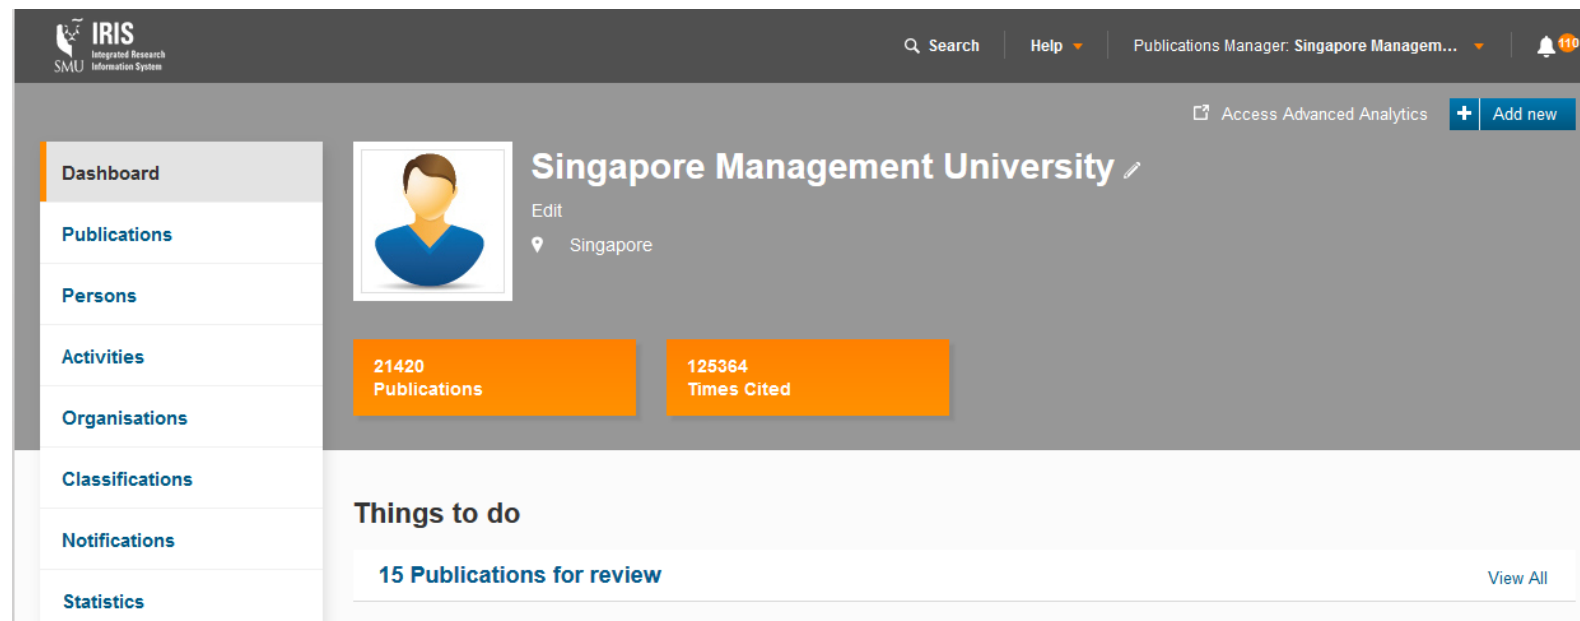 IRIS
Integrated Research
Information System
SMU
Search
Help
Publications Manager: Singapore Managem...
110
Access Advanced Analytics
+ Add new
Dashboard
Publications
Persons
Activities
Organisations
Classifications
Notifications
Statistics
Singapore Management University
Edit
Singapore
21420
Publications
125364
Times Cited
Things to do
15 Publications for review
View All